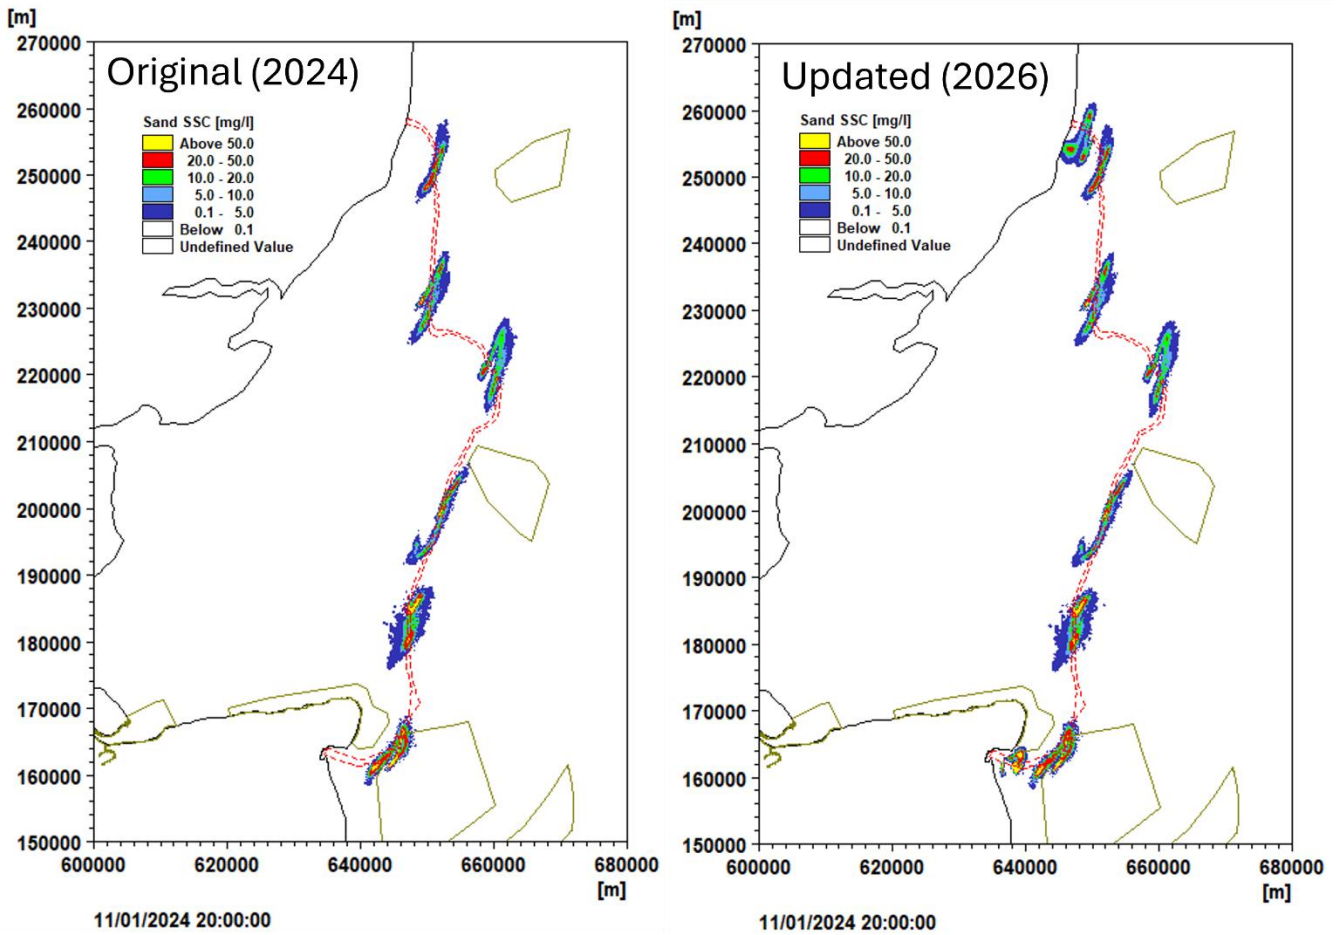 [m]
270000
Original (2024)
260000
Sand SSC [mg/l]
Above 50.0
20.0 - 50.0
10.0 - 20.0
5.0 - 10.0
0.1 - 5.0
Below 0.1
Undefined Value
250000
240000
230000
220000
210000
200000
190000
180000
170000
160000
150000
600000 620000 640000 660000 680000
[m]
11/01/2024 20:00:00
[m]
270000
Updated (2026)
260000
Sand SSC [mg/l]
Above 50.0
20.0 - 50.0
10.0 - 20.0
5.0 - 10.0
0.1 - 5.0
Below 0.1
Undefined Value
250000
240000
230000
220000
210000
200000
190000
180000
170000
160000
150000
600000 620000 640000 660000 680000
[m]
11/01/2024 20:00:00